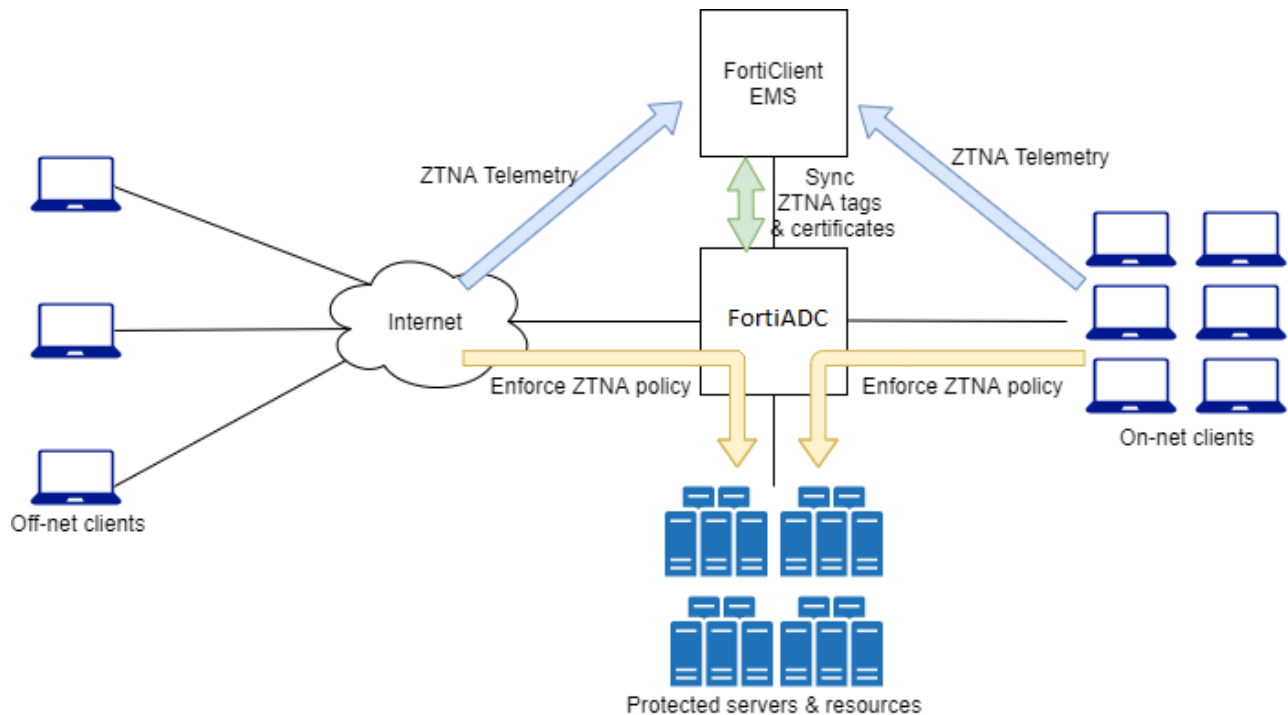 FortiClient
EMS
ZTNA Telemetry
ZTNA Telemetry
Sync
ZTNA tags
& certificates
Internet
FortiADC
Enforce ZTNA policy
Enforce ZTNA policy
On-net clients
Off-net clients
Protected servers & resources